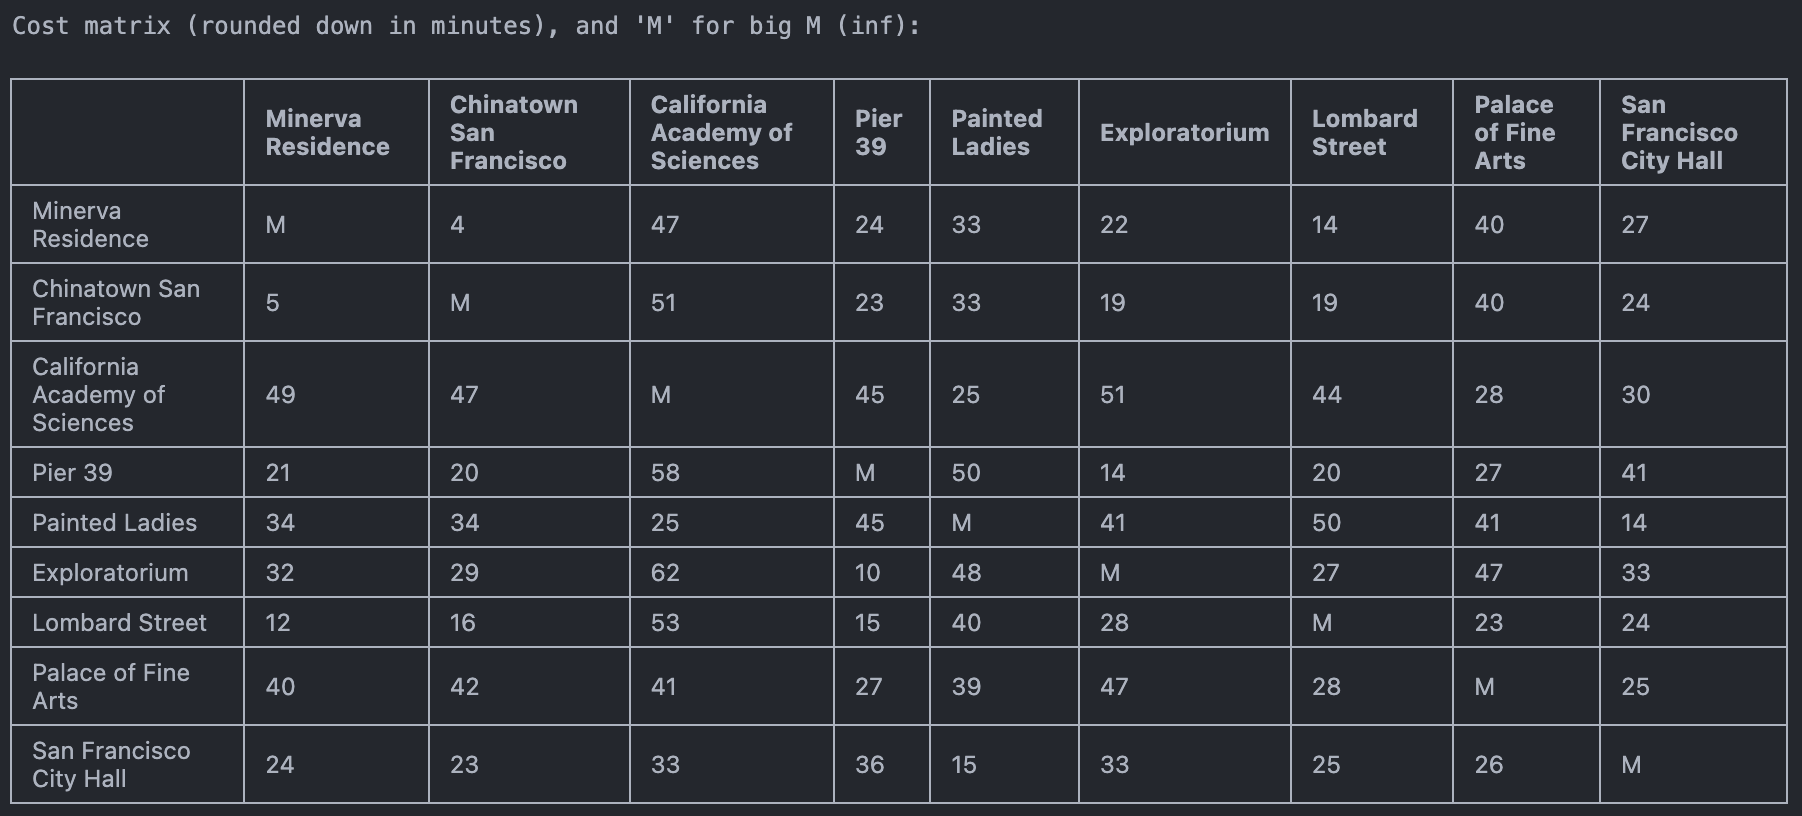 Cost matrix (rounded down in minutes), and 'M' for big M (inf):
Minerva Residence Chinatown San Francisco California Academy of Sciences Pier 39 Painted Ladies Exploratorium Lombard Street Palace of Fine Arts San Francisco City Hall
Minerva Residence M 4 47 24 33 22 14 40 27
Chinatown San Francisco 5 M 51 23 33 19 19 40 24
California Academy of Sciences 49 47 M 45 25 51 44 28 30
Pier 39 21 20 58 M 50 14 20 27 41
Painted Ladies 34 34 25 45 M 41 50 41 14
Exploratorium 32 29 62 10 48 M 27 47 33
Lombard Street 12 16 53 15 40 28 M 23 24
Palace of Fine Arts 40 42 41 27 39 47 28 M 25
San Francisco City Hall 24 23 33 36 15 33 25 26 M